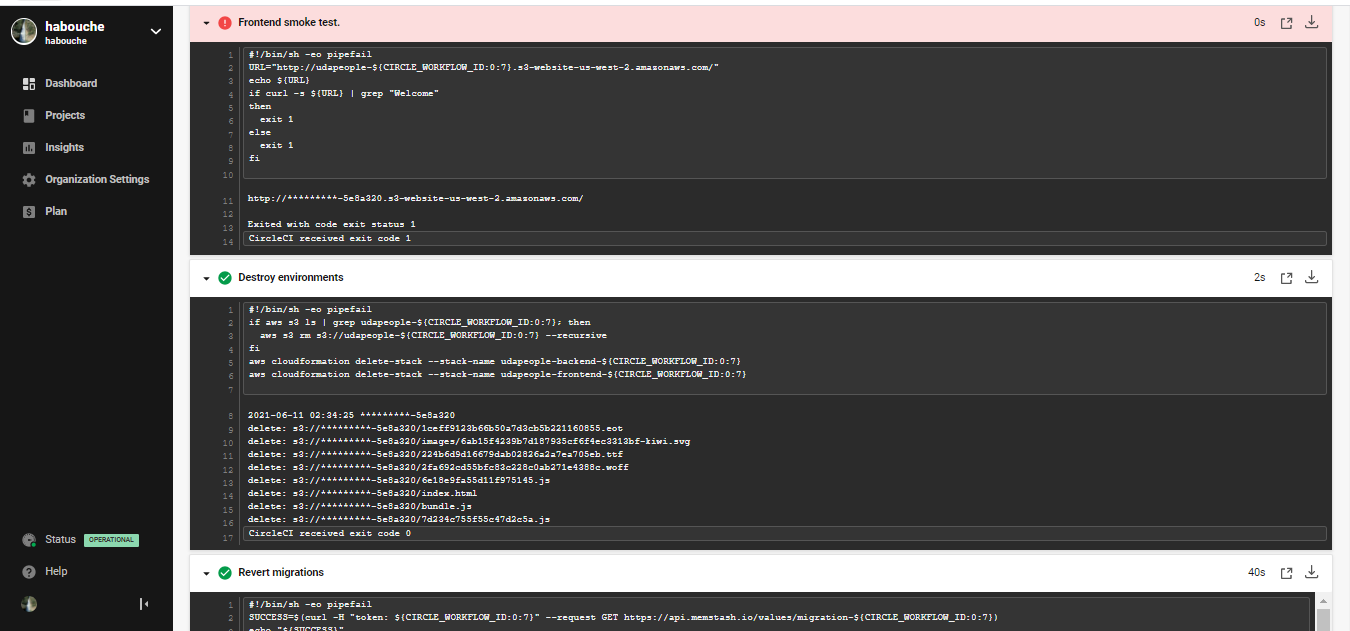 habouche
habouche
Dashboard
Projects
Insights
Organization Settings
Plan
Status OPERATIONAL
Help
Frontend smoke test.
0s
1 #!/bin/sh -eo pipefail
2 URL="http://udapeople-${CIRCLE_WORKFLOW_ID:0:7}.s3-website-us-west-2.amazonaws.com/"
3 echo ${URL}
4 if curl -s ${URL} | grep "Welcome"
5 then
6 exit 1
7 else
8 exit 1
9 fi
10
11 http://*********-5e8a320.s3-website-us-west-2.amazonaws.com/
12
13 Exited with code exit status 1
14 CircleCI received exit code 1
Destroy environments
2s
1 #!/bin/sh -eo pipefail
2 if aws s3 ls | grep udapeople-${CIRCLE_WORKFLOW_ID:0:7}; then
3 aws s3 rm s3://udapeople-${CIRCLE_WORKFLOW_ID:0:7} --recursive
4 fi
5 aws cloudformation delete-stack --stack-name udapeople-backend-${CIRCLE_WORKFLOW_ID:0:7}
6 aws cloudformation delete-stack --stack-name udapeople-frontend-${CIRCLE_WORKFLOW_ID:0:7}
7
8 2021-06-11 02:34:25 *********-5e8a320
9 delete: s3://*********-5e8a320/1ceff9123b66b50a7d3cb5b221160855.eot
10 delete: s3://*********-5e8a320/images/6ab15f4239b7d187935cf6f4ec3313bf-kiwi.svg
11 delete: s3://*********-5e8a320/224b6d9d16679dab02826a2a7ea705eb.ttf
12 delete: s3://*********-5e8a320/2fa692cd55bfc83c228c0ab271e4388c.woff
13 delete: s3://*********-5e8a320/6e18e9fa55d11f975145.js
14 delete: s3://*********-5e8a320/index.html
15 delete: s3://*********-5e8a320/bundle.js
16 delete: s3://*********-5e8a320/7d234c755f55c47d2c5a.js
17 CircleCI received exit code 0
Revert migrations
40s
1 #!/bin/sh -eo pipefail
2 SUCCESS=$(curl -H "token: ${CIRCLE_WORKFLOW_ID:0:7}" --request GET https://api.memstash.io/values/migration-${CIRCLE_WORKFLOW_ID:0:7})
echo "${SUCCESS}"